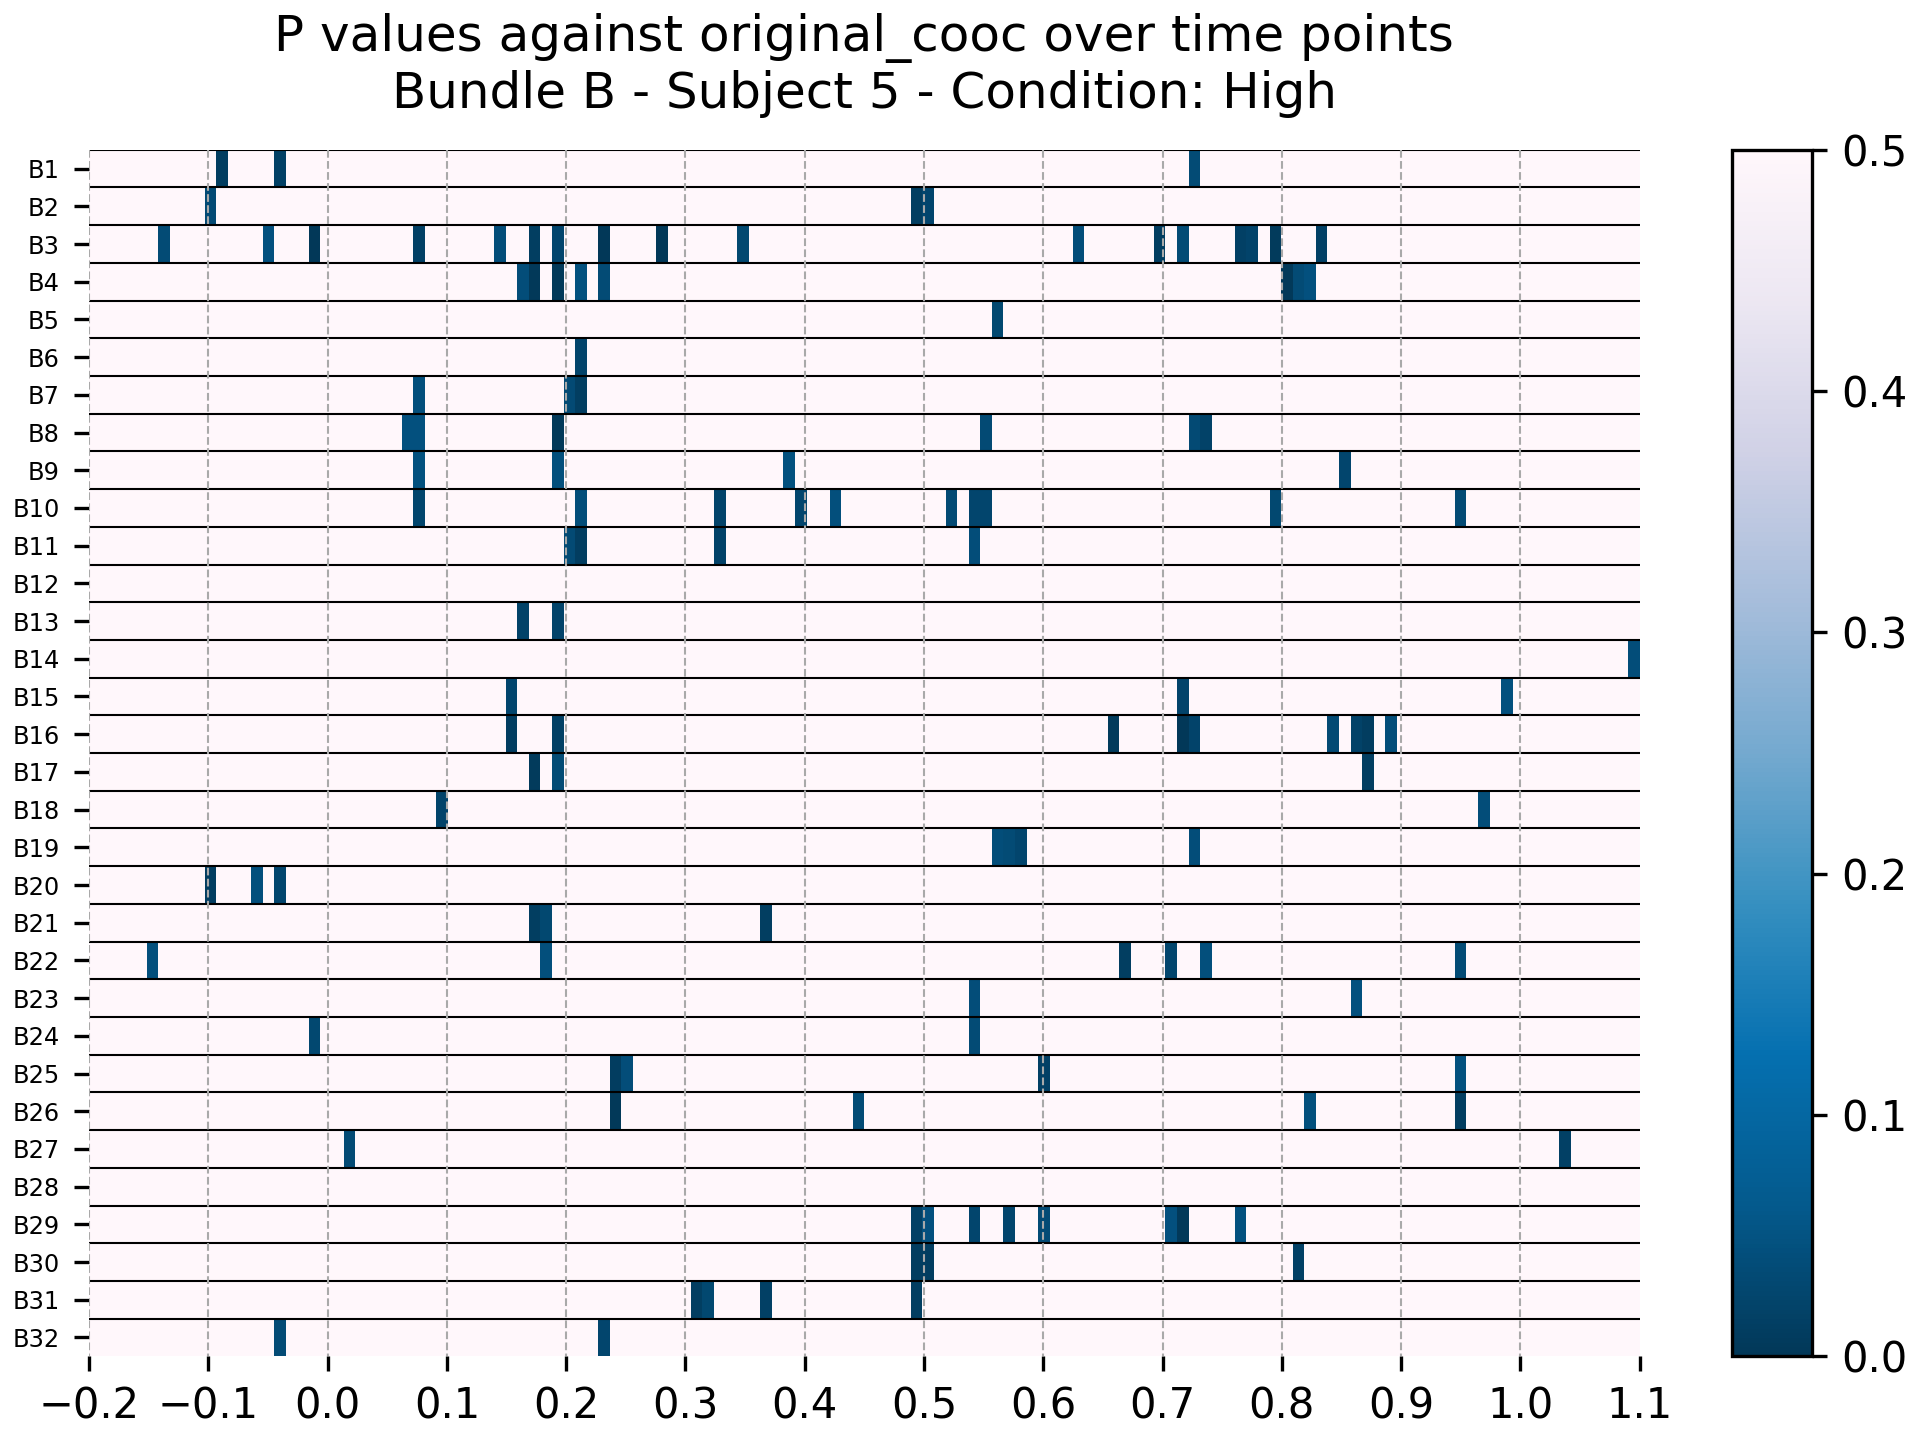 P values against original_cooc over time points
Bundle B - Subject 5 - Condition: High
B1
B2
B3
B4
B5
B6
B7
B8
B9
B10
B11
B12
B13
B14
B15
B16
B17
B18
B19
B20
B21
B22
B23
B24
B25
B26
B27
B28
B29
B30
B31
B32
−0.2 −0.1 0.0 0.1 0.2 0.3 0.4 0.5 0.6 0.7 0.8 0.9 1.0 1.1
0.5
0.4
0.3
0.2
0.1
0.0